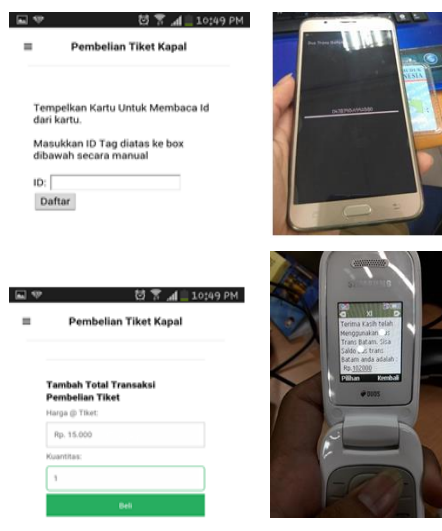 10:49 PM
Pembelian Tiket Kapal
Tempelkan Kartu Untuk Membaca Id
dari kartu.
Masukkan ID Tag diatas ke box
dibawah secara manual
ID:
Daftar
10:49 PM
Pembelian Tiket Kapal
Tambah Total Transaksi
Pembelian Tiket
Harga @ Tiket:
Rp. 15.000
Kuantitas:
1
Beli
SAMSUNG
Terima Kasih telah
Menggunakan
Trans Batam. Sisa
Saldo trans
Batam anda adalah :
Rp.102000
Pilihan Kembali
DUOS